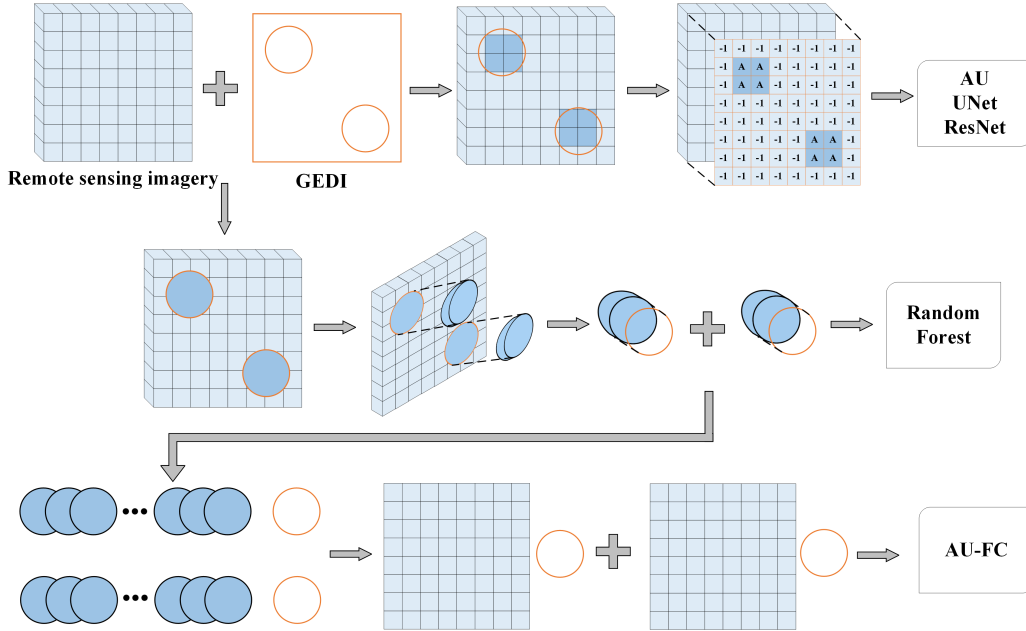 -1 -1 -1 -1 -1 -1 -1 -1
-1 A A -1 -1 -1 -1 -1
-1 A A -1 -1 -1 -1 -1
-1 -1 -1 -1 -1 -1 -1 -1
-1 -1 -1 -1 -1 -1 -1 -1
-1 -1 -1 -1 -1 A A -1
-1 -1 -1 -1 -1 A A -1
-1 -1 -1 -1 -1 -1 -1 -1
AU
UNet
ResNet
Remote sensing imagery
GEDI
Random
Forest
AU-FC